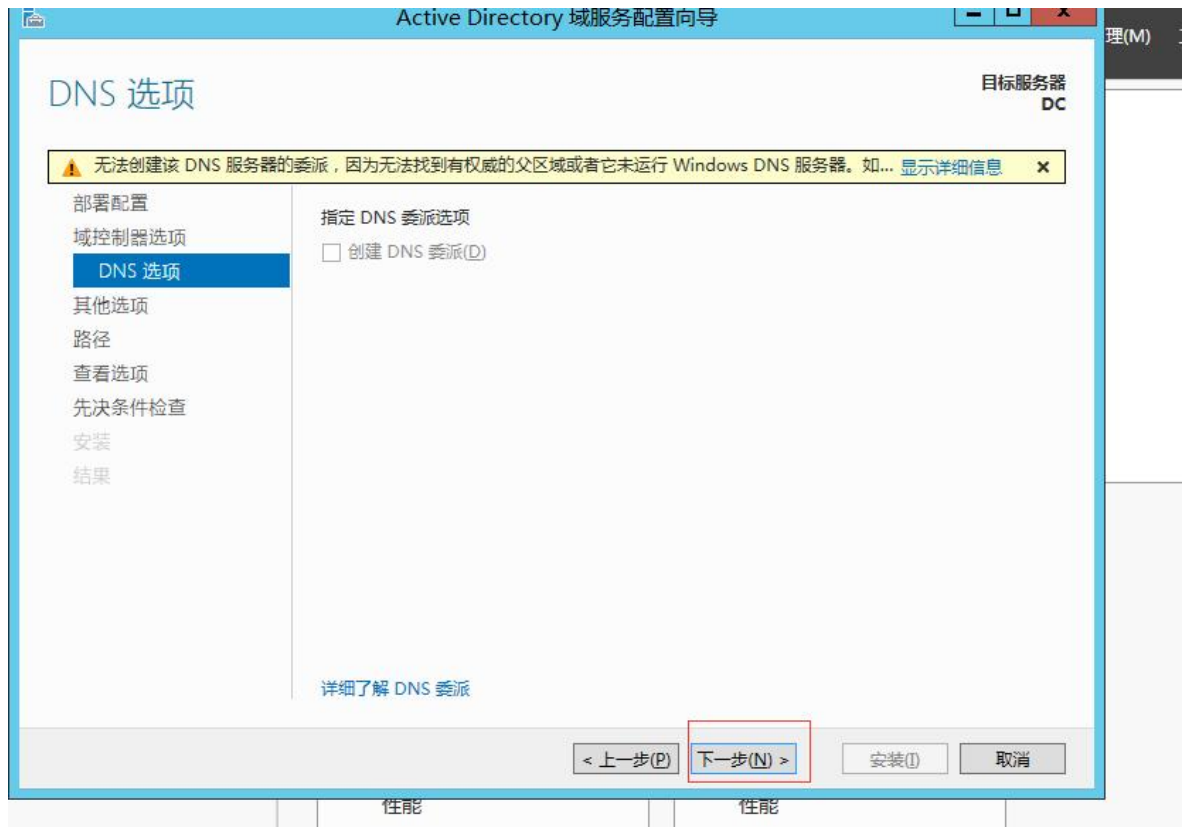 Active Directory 域服务配置向导
理(M)
DNS 选项
目标服务器
DC
无法创建该 DNS 服务器的委派，因为无法找到有权威的父区域或者它未运行 Windows DNS 服务器。如... 显示详细信息
部署配置
域控制器选项
DNS 选项
其他选项
路径
查看选项
先决条件检查
安装
结果
指定 DNS 委派选项
创建 DNS 委派(D)
详细了解 DNS 委派
< 上一步(P) 下一步(N) > 安装(I) 取消
性能 性能